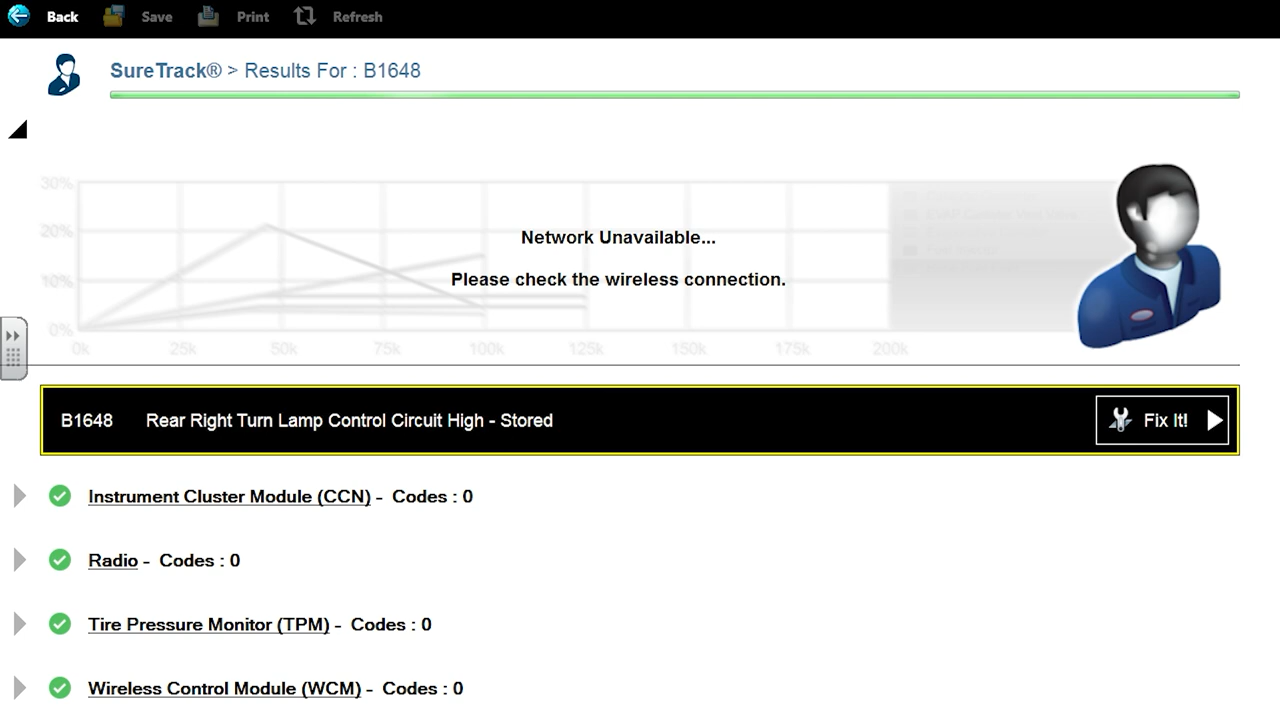 Back Save Print Refresh
SureTrack® > Results For : B1648
30%
20%
10%
0%
0k 25k 50k 75k 100k 125k 150k 175k 200k
Network Unavailable...
Please check the wireless connection.
B1648 Rear Right Turn Lamp Control Circuit High - Stored Fix It!
Instrument Cluster Module (CCN) - Codes : 0
Radio - Codes : 0
Tire Pressure Monitor (TPM) - Codes : 0
Wireless Control Module (WCM) - Codes : 0